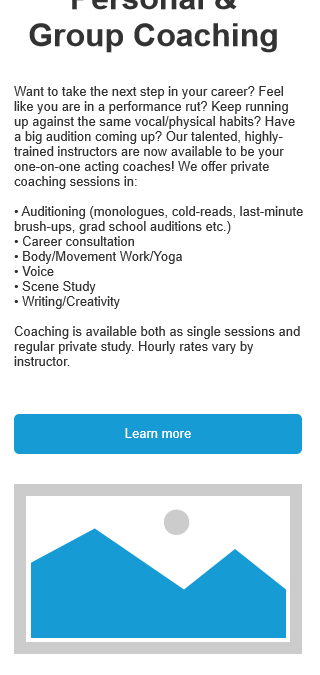 Personal &
Group Coaching
Want to take the next step in your career? Feel
like you are in a performance rut? Keep running
up against the same vocal/physical habits? Have
a big audition coming up? Our talented, highly-
trained instructors are now available to be your
one-on-one acting coaches! We offer private
coaching sessions in:
• Auditioning (monologues, cold-reads, last-minute
brush-ups, grad school auditions etc.)
• Career consultation
• Body/Movement Work/Yoga
• Voice
• Scene Study
• Writing/Creativity
Coaching is available both as single sessions and
regular private study. Hourly rates vary by
instructor.
Learn more